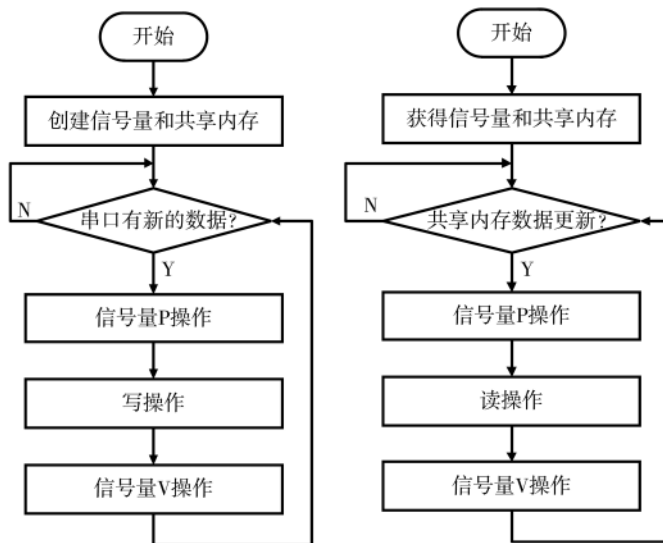 开始
创建信号量和共享内存
N
串口有新的数据?
Y
信号量P操作
写操作
信号量V操作
开始
获得信号量和共享内存
N
共享内存数据更新?
Y
信号量P操作
读操作
信号量V操作